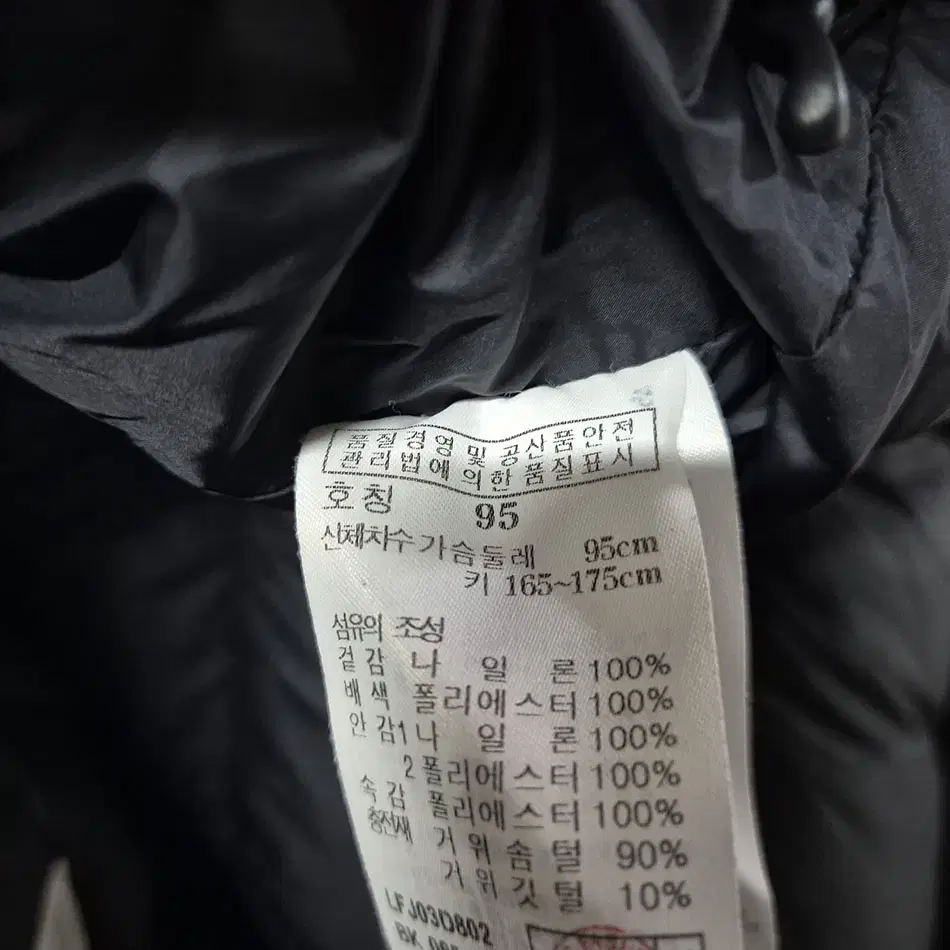 품질경영 및 공산품안전
관리법에 의한 품질표시
호칭 95
신체치수 가슴둘레 95cm
키 165~175cm
섬유의 조성
겉감 나일론 100%
배색 폴리에스터 100%
안감1 나일론 100%
2 폴리에스터 100%
속감 폴리에스터 100%
충전재 거위솜털 90%
거위깃털 10%
LFJ03D802
BK